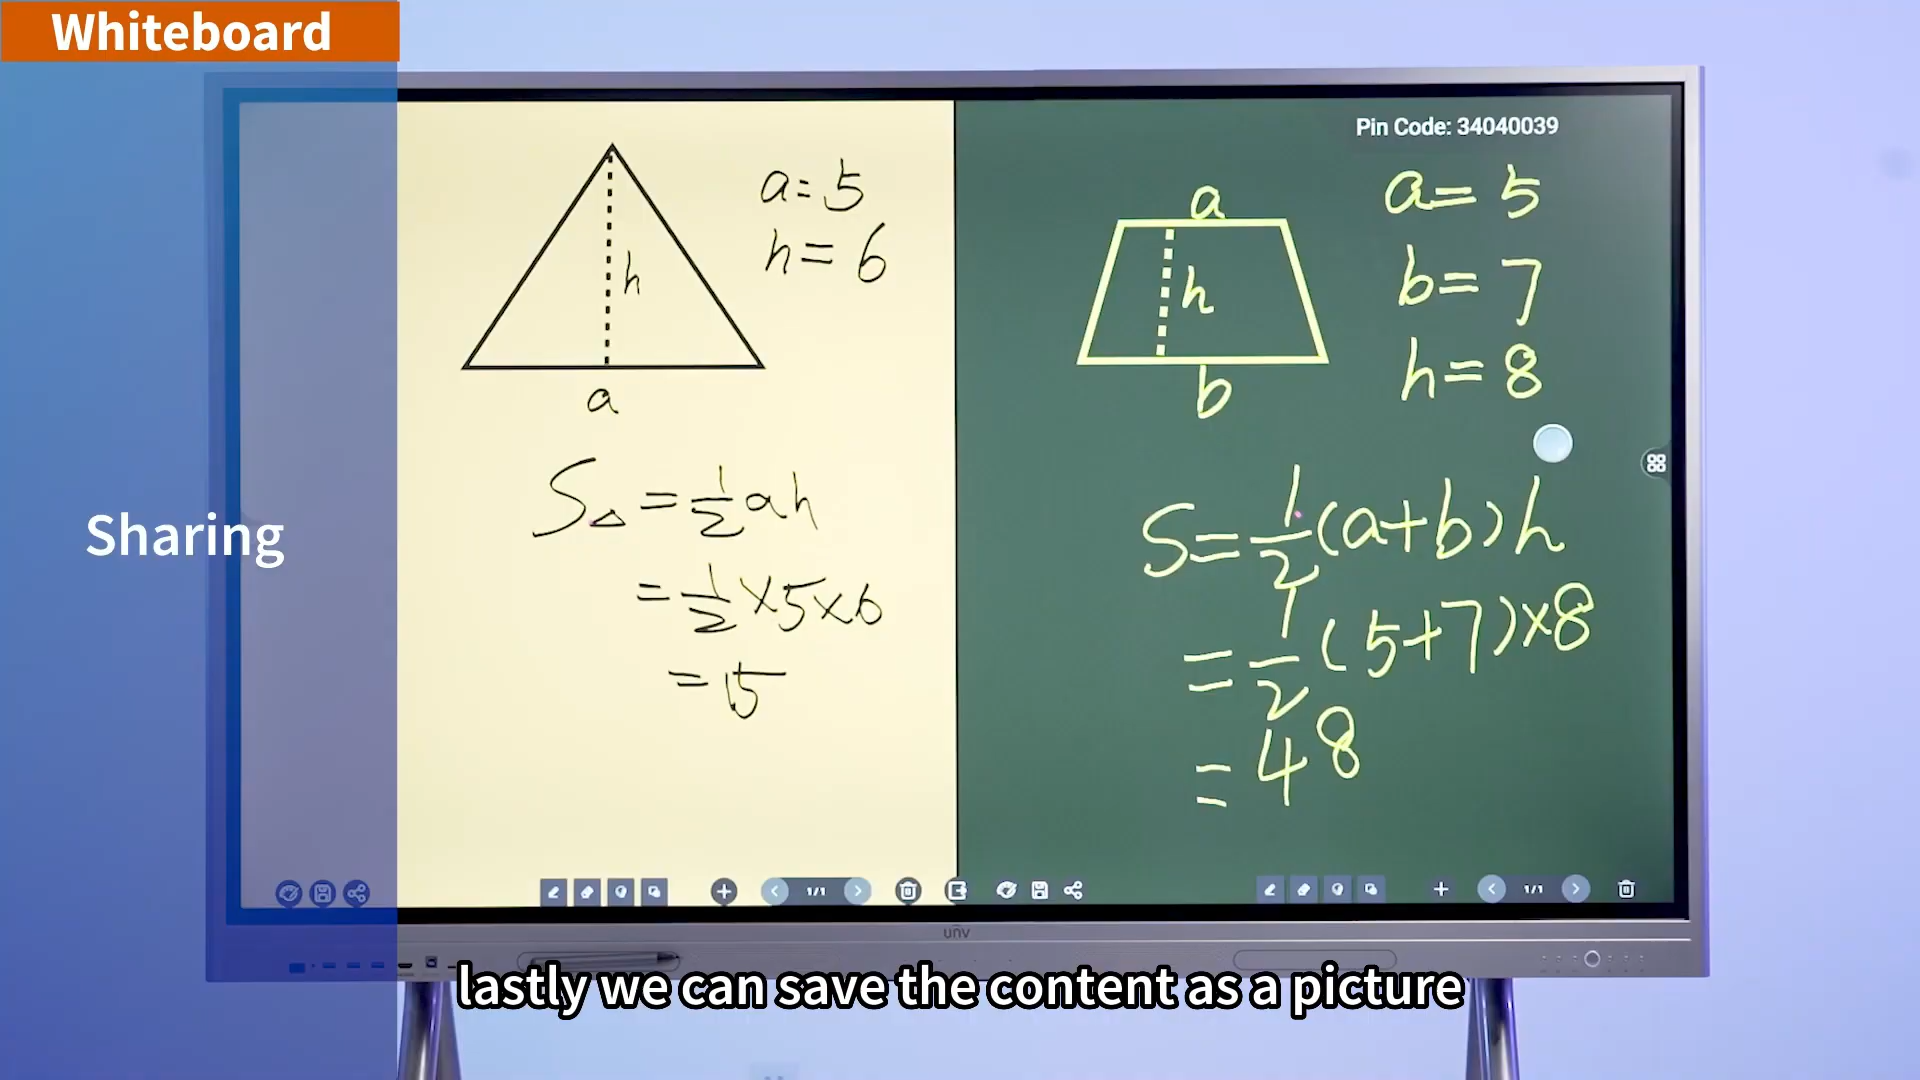 Whiteboard
Sharing
h
a
a=5
h=6
S△=1/2ah
=1/2×5×6
=15
1/1
Pin Code: 34040039
a
h
b
a=5
b=7
h=8
S=1/2(a+b)h
=1/2(5+7)×8
=48
1/1
unv
lastly we can save the content as a picture